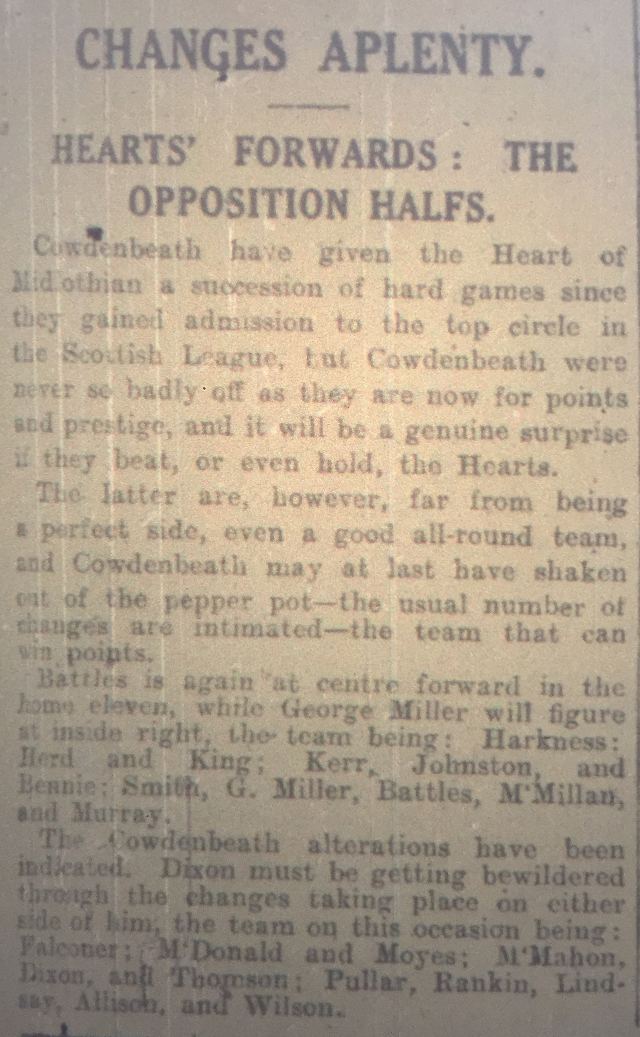 CHANGES APLENTY.
HEARTS' FORWARDS: THE
OPPOSITION HALFS.
Cowdenbeath have given the Heart of
Midlothian a succession of hard games since
they gained admission to the top circle in
the Scottish League, but Cowdenbeath were
never so badly off as they are now for points
and prestige, and it will be a genuine surprise
if they beat, or even hold, the Hearts.
The latter are, however, far from being
a perfect side, even a good all-round team,
and Cowdenbeath may at last have shaken
out of the pepper pot—the usual number of
changes are intimated—the team that can
win points.
Battles is again at centre forward in the
home eleven, while George Miller will figure
at inside right, the team being: Harkness;
Herd and King; Kerr, Johnston, and
Bennie; Smith, G. Miller, Battles, M'Millan,
and Murray.
The Cowdenbeath alterations have been
indicated. Dixon must be getting bewildered
through the changes taking place on either
side of him, the team on this occasion being:
Falconer; M'Donald and Moyes; M'Mahon,
Dixon, and Thomson; Pullar, Rankin, Lind-
say, Allison, and Wilson.